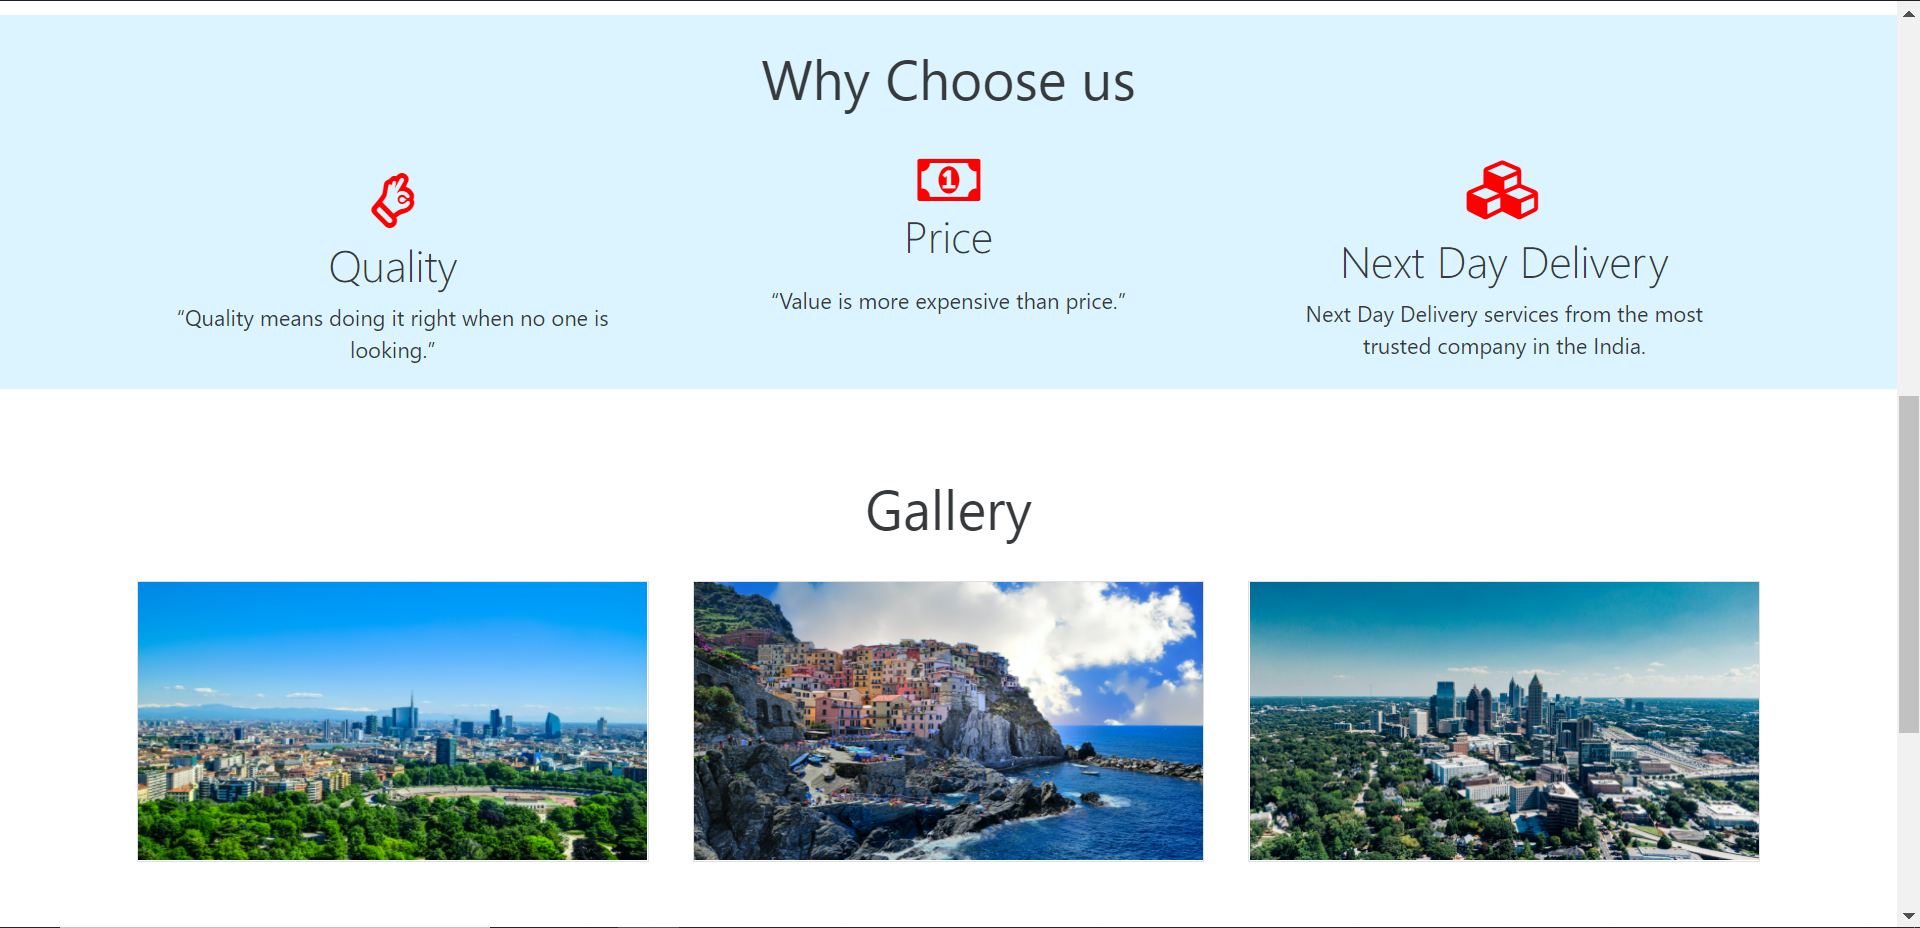 Why Choose us
1
Quality
“Quality means doing it right when no one is
looking.”
Price
“Value is more expensive than price.”
Next Day Delivery
Next Day Delivery services from the most
trusted company in the India.
Gallery